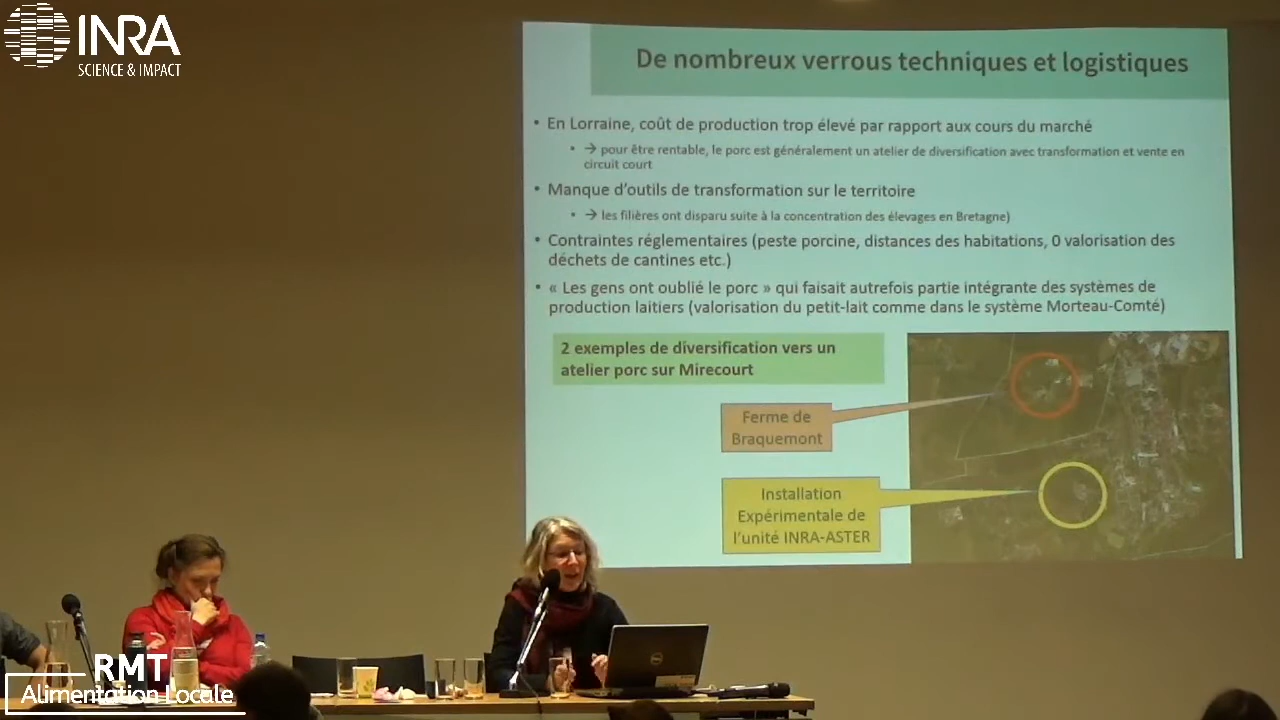 INRA
SCIENCE & IMPACT
De nombreux verrous techniques et logistiques
• En Lorraine, coût de production trop élevé par rapport aux cours du marché
• → pour être rentable, le porc est généralement un atelier de diversification avec transformation et vente en
circuit court
• Manque d'outils de transformation sur le territoire
• → les filières ont disparu suite à la concentration des élevages en Bretagne)
• Contraintes réglementaires (peste porcine, distances des habitations, 0 valorisation des
déchets de cantines etc.)
• « Les gens ont oublié le porc » qui faisait autrefois partie intégrante des systèmes de
production laitiers (valorisation du petit-lait comme dans le système Morteau-Comté)
2 exemples de diversification vers un
atelier porc sur Mirecourt
Ferme de
Braquemont
Installation
Expérimentale de
l'unité INRA-ASTER
RMT
Alimentation Locale
DELL